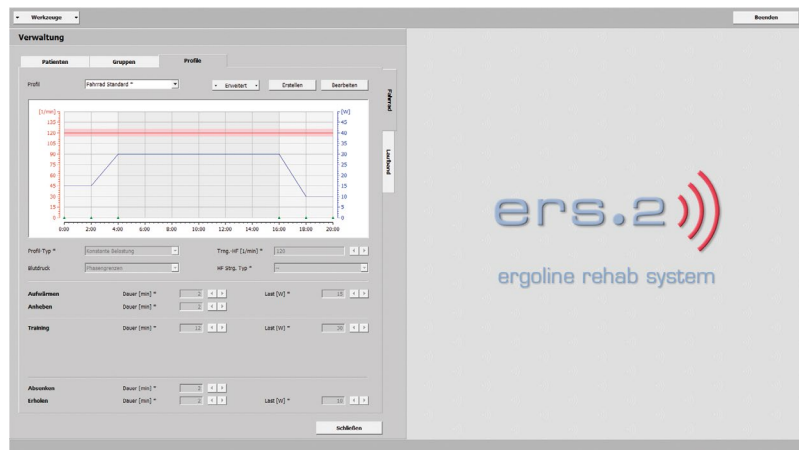 Werkzeuge
Beenden
Verwaltung
Patienten Gruppen Profile
Profil Fahrrad Standard * Erweitert Erstellen Bearbeiten
Fahrrad
Laufband
[1/min] [W]
135 45
120 40
105 35
90 30
75 25
60 20
45 15
30 10
15 5
0
0:00 2:00 4:00 6:00 8:00 10:00 12:00 14:00 16:00 18:00 20:00
Profil-Typ * Konstante Belastung Trng.-HF [1/min] * 120
Blutdruck Phasengrenzen HF Strg. Typ * --
Aufwärmen Dauer [min] * 2 Last [W] * 15
Anheben Dauer [min] * 2
Training Dauer [min] * 12 Last [W] * 30
Absenken Dauer [min] * 2
Erholen Dauer [min] * 2 Last [W] * 10
Schließen
ers.2
ergoline rehab system